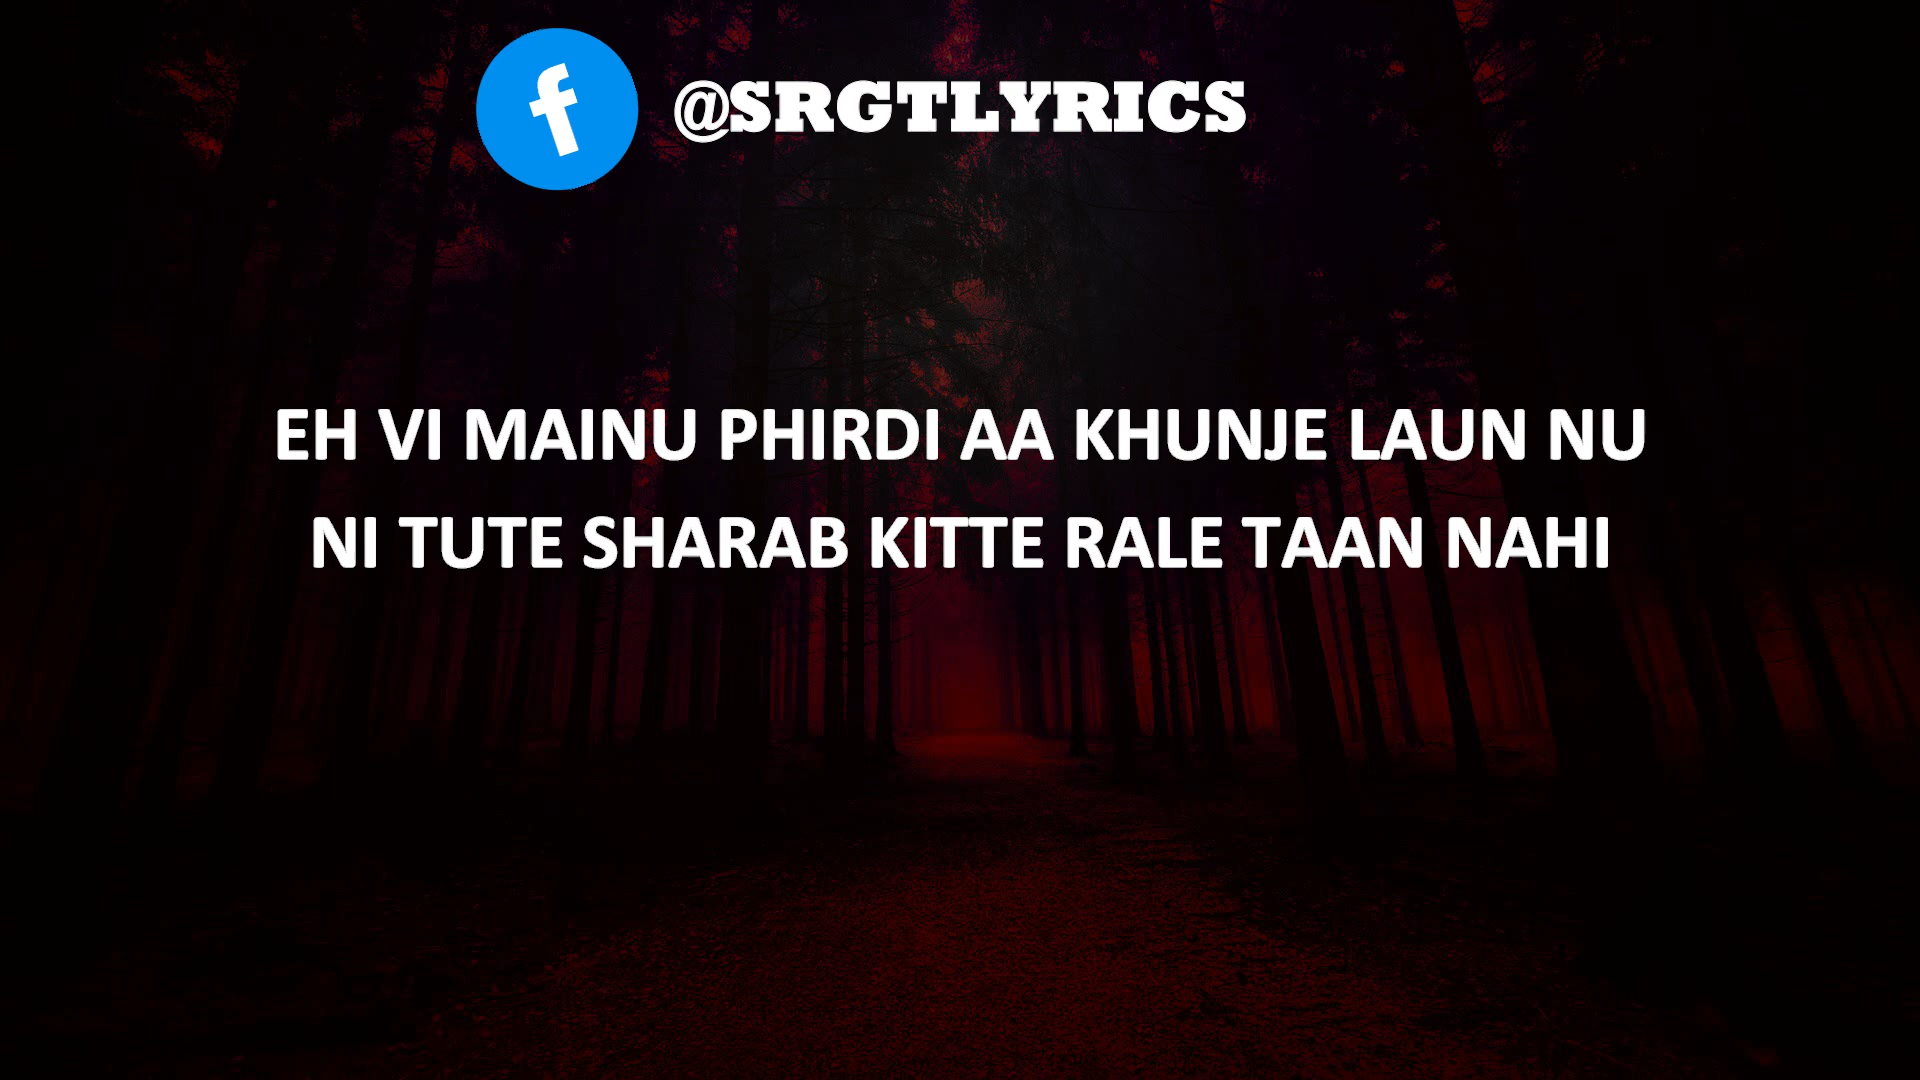 @SRGTLYRICS
EH VI MAINU PHIRDI AA KHUNJE LAUN NU
NI TUTE SHARAB KITTE RALE TAAN NAHI